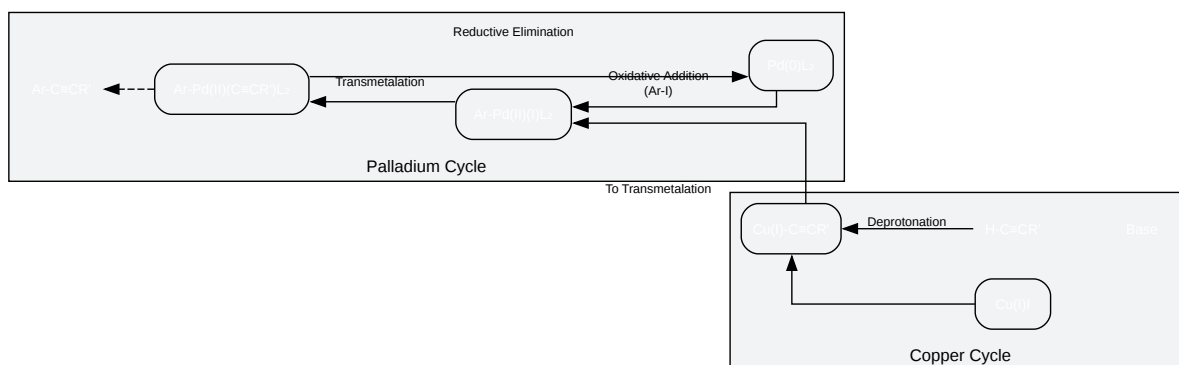 Reductive Elimination
Pd(0)L₂
Ar-C≡CR'
Ar-Pd(II)(C≡CR')L₂
Transmetalation
Oxidative Addition
(Ar-I)
Ar-Pd(II)(I)L₂
Palladium Cycle
To Transmetalation
Cu(I)-C≡CR'
Deprotonation
H-C≡CR'
Base
Cu(I)I
Copper Cycle